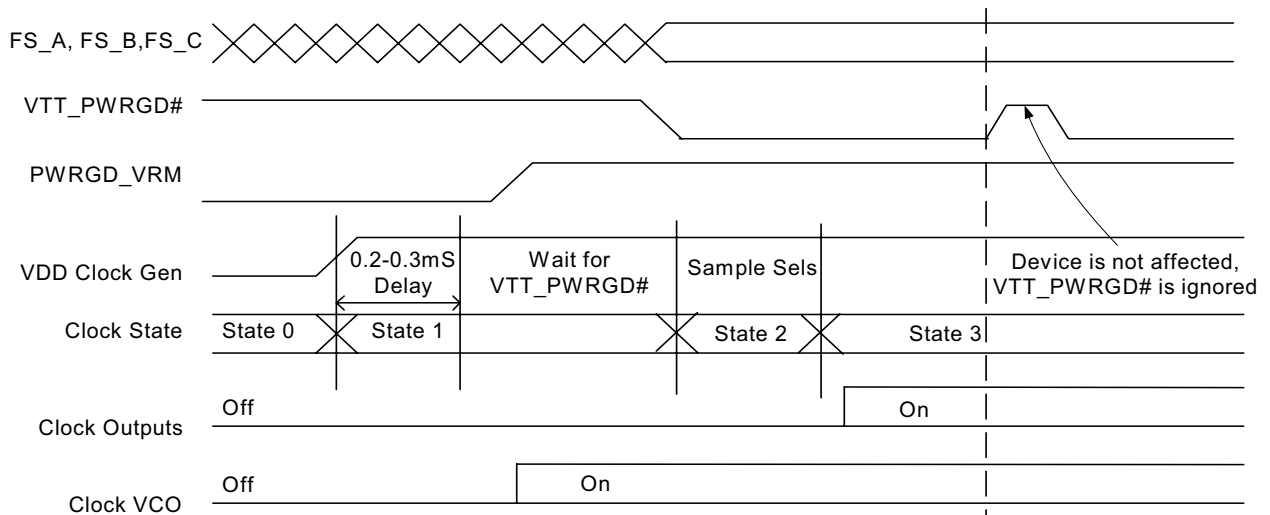 FS_A, FS_B,FS_C
VTT_PWRGD#
PWRGD_VRM
VDD Clock Gen
0.2-0.3mS
Delay
Wait for
VTT_PWRGD#
Sample Sels
Device is not affected,
VTT_PWRGD# is ignored
Clock State
State 0
State 1
State 2
State 3
Clock Outputs
Off
On
Clock VCO
Off
On